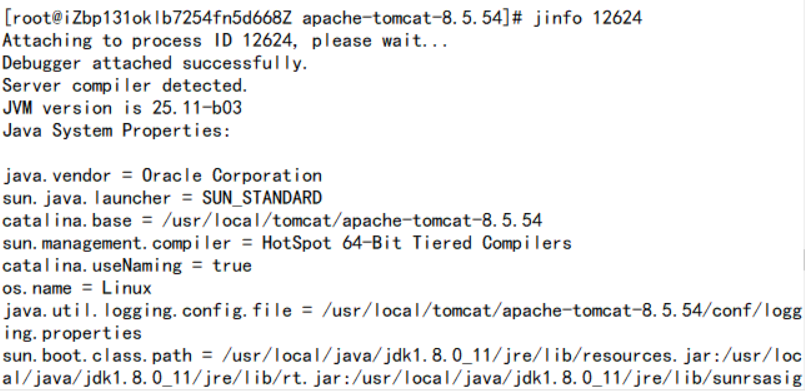 [root@iZbp131oklb7254fn5d668Z apache-tomcat-8.5.54]# jinfo 12624
Attaching to process ID 12624, please wait...
Debugger attached successfully.
Server compiler detected.
JVM version is 25.11-b03
Java System Properties:
java.vendor = Oracle Corporation
sun.java.launcher = SUN_STANDARD
catalina.base = /usr/local/tomcat/apache-tomcat-8.5.54
sun.management.compiler = HotSpot 64-Bit Tiered Compilers
catalina.useNaming = true
os.name = Linux
java.util.logging.config.file = /usr/local/tomcat/apache-tomcat-8.5.54/conf/logg
ing.properties
sun.boot.class.path = /usr/local/java/jdk1.8.0_11/jre/lib/resources.jar:/usr/loc
al/java/jdk1.8.0_11/jre/lib/rt.jar:/usr/local/java/jdk1.8.0_11/jre/lib/sunrsasig